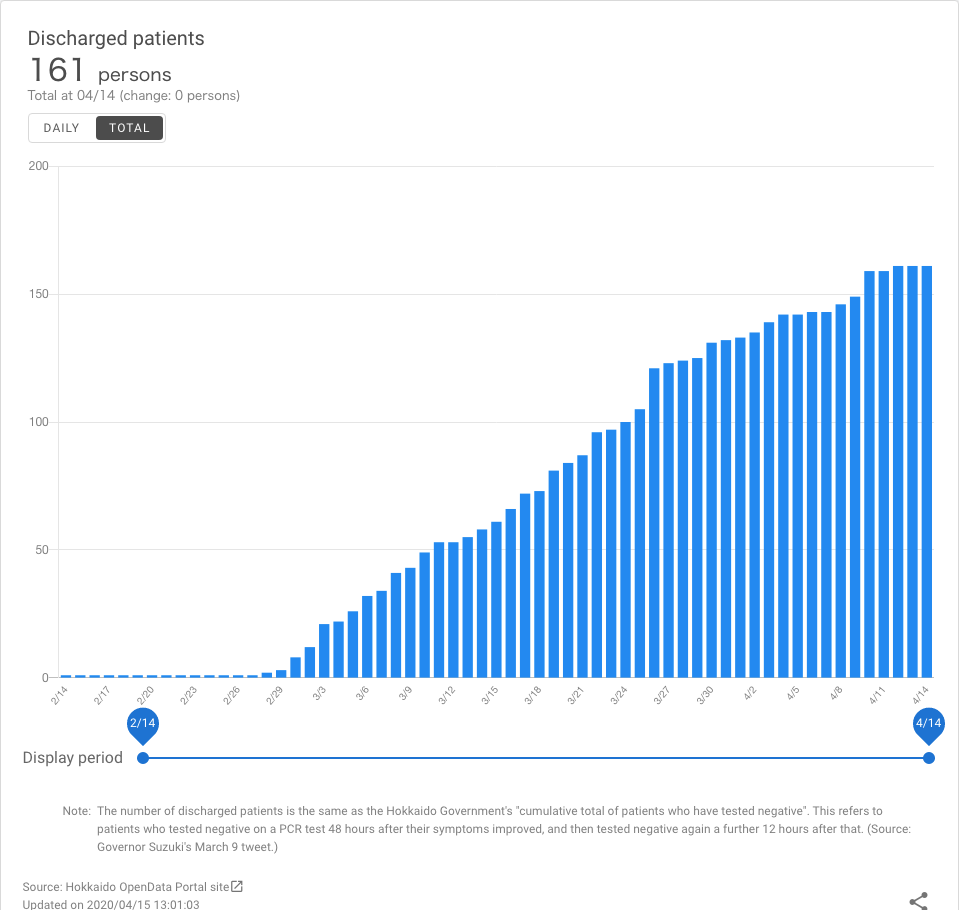 Discharged patients
161 persons
Total at 04/14 (change: 0 persons)
DAILY TOTAL
200
150
100
50
0
2/14 2/17 2/20 2/23 2/26 2/29 3/3 3/6 3/9 3/12 3/15 3/18 3/21 3/24 3/27 3/30 4/2 4/5 4/8 4/11 4/14
2/14 4/14
Display period
Note: The number of discharged patients is the same as the Hokkaido Government's "cumulative total of patients who have tested negative". This refers to
patients who tested negative on a PCR test 48 hours after their symptoms improved, and then tested negative again a further 12 hours after that. (Source:
Governor Suzuki's March 9 tweet.)
Source: Hokkaido OpenData Portal site
Updated on 2020/04/15 13:01:03